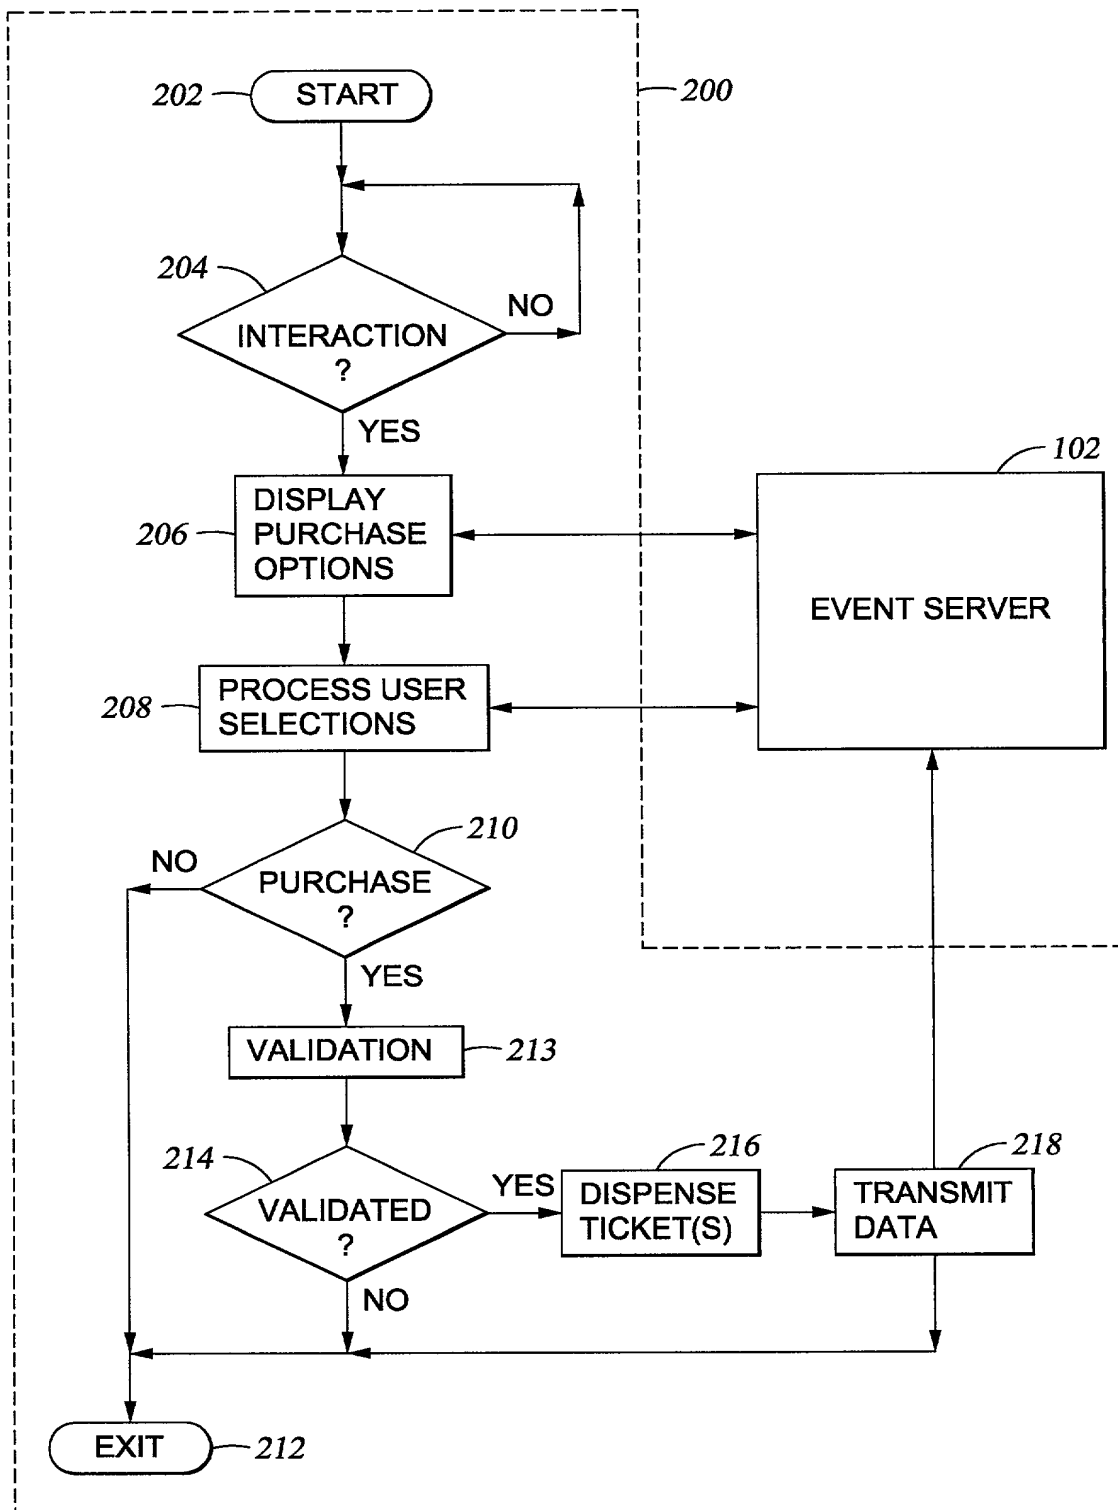 202
START
200
204
INTERACTION
?
NO
YES
206
DISPLAY
PURCHASE
OPTIONS
102
EVENT SERVER
208
PROCESS USER
SELECTIONS
210
NO
PURCHASE
?
YES
VALIDATION
213
214
VALIDATED
?
YES
NO
216
DISPENSE
TICKET(S)
218
TRANSMIT
DATA
EXIT
212